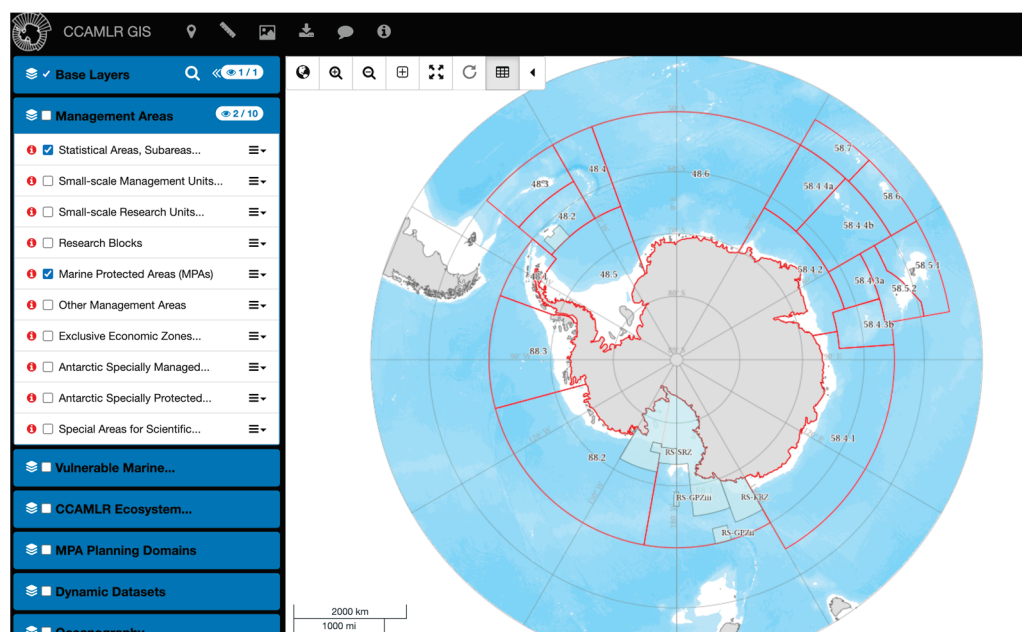 CCAMLR GIS
Base Layers
1 / 1
Management Areas
2 / 10
Statistical Areas, Subareas...
Small-scale Management Units...
Small-scale Research Units...
Research Blocks
Marine Protected Areas (MPAs)
Other Management Areas
Exclusive Economic Zones...
Antarctic Specially Managed...
Antarctic Specially Protected...
Special Areas for Scientific...
Vulnerable Marine...
CCAMLR Ecosystem...
MPA Planning Domains
Dynamic Datasets
Oceanography
58.7
48.4
48.6
48.3
58.4.4a
58.6
48.2
58.4.4b
58.5.1
58.4.2
48.5
48.1
58.4.3a
58.5.2
58.4.3b
88.3
58.4.1
RS-SRZ
88.2
RS-GPZiii
RS-KRZ
RS-GPZii
2000 km
1000 mi